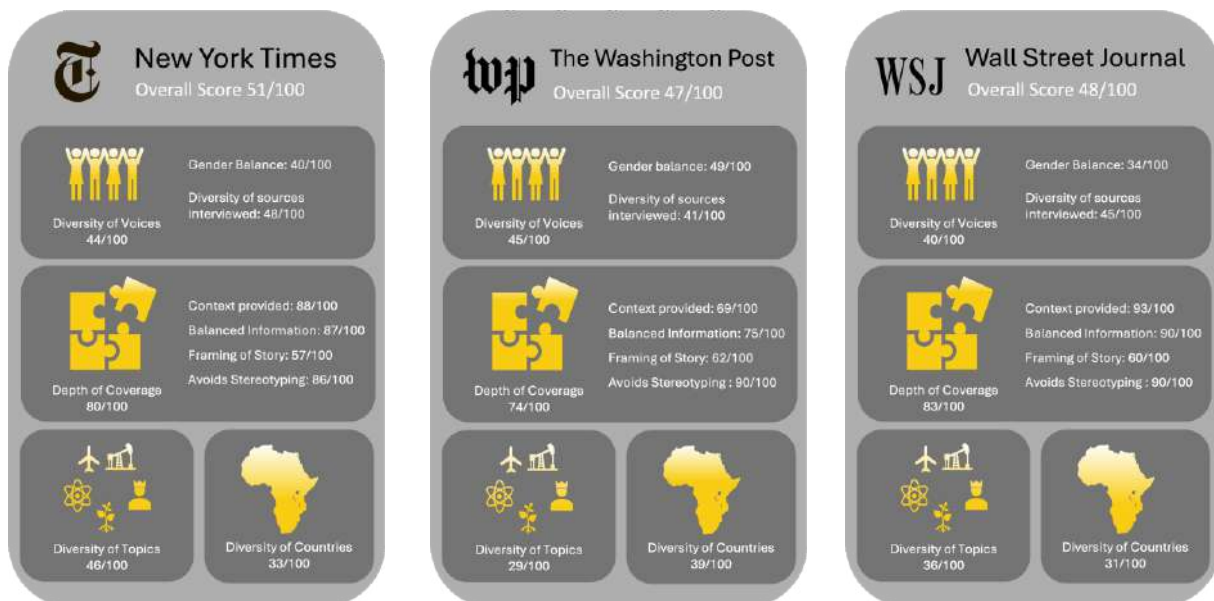 New York Times
Overall Score 51/100
Gender Balance: 40/100
Diversity of sources
interviewed: 48/100
Diversity of Voices
44/100
Context provided: 88/100
Balanced Information: 87/100
Framing of Story: 57/100
Avoids Stereotyping: 86/100
Depth of Coverage
80/100
Diversity of Topics
46/100
Diversity of Countries
33/100
wp
The Washington Post
Overall Score 47/100
Gender balance: 49/100
Diversity of sources
interviewed: 41/100
Diversity of Voices
45/100
Context provided: 69/100
Balanced Information: 75/100
Framing of Story: 62/100
Avoids Stereotyping: 90/100
Depth of Coverage
74/100
Diversity of Topics
29/100
Diversity of Countries
39/100
WSJ
Wall Street Journal
Overall Score 48/100
Gender Balance: 34/100
Diversity of sources
interviewed: 45/100
Diversity of Voices
40/100
Context provided: 93/100
Balanced Information: 90/100
Framing of Story: 60/100
Avoids Stereotyping : 90/100
Depth of Coverage
83/100
Diversity of Topics
36/100
Diversity of Countries
31/100